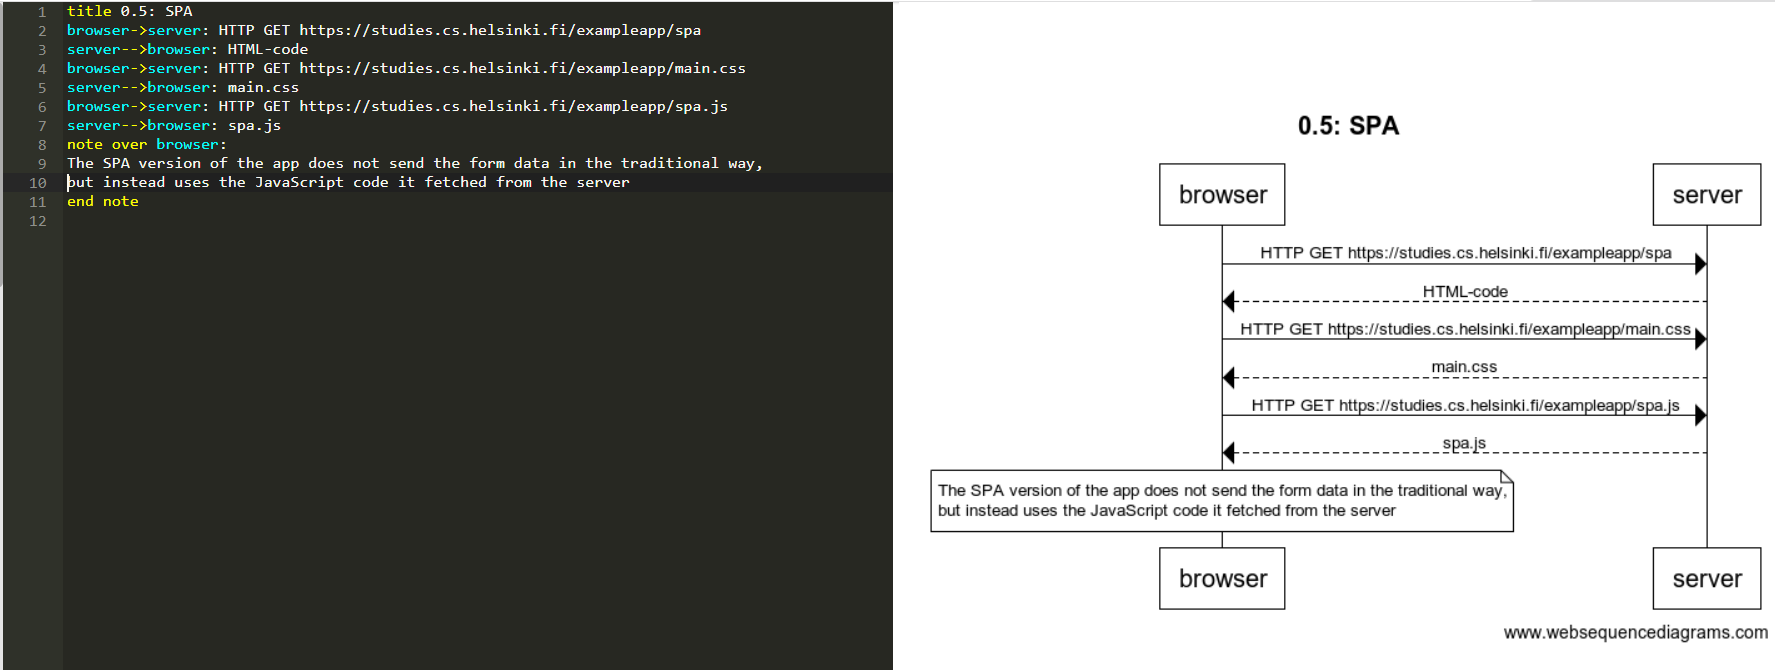 1 title 0.5: SPA
2 browser->server: HTTP GET https://studies.cs.helsinki.fi/exampleapp/spa
3 server-->browser: HTML-code
4 browser->server: HTTP GET https://studies.cs.helsinki.fi/exampleapp/main.css
5 server-->browser: main.css
6 browser->server: HTTP GET https://studies.cs.helsinki.fi/exampleapp/spa.js
7 server-->browser: spa.js
8 note over browser:
9 The SPA version of the app does not send the form data in the traditional way,
10 but instead uses the JavaScript code it fetched from the server
11 end note
12
0.5: SPA
browser server
HTTP GET https://studies.cs.helsinki.fi/exampleapp/spa
HTML-code
HTTP GET https://studies.cs.helsinki.fi/exampleapp/main.css
main.css
HTTP GET https://studies.cs.helsinki.fi/exampleapp/spa.js
spa.js
The SPA version of the app does not send the form data in the traditional way,
but instead uses the JavaScript code it fetched from the server
browser server
www.websequencediagrams.com